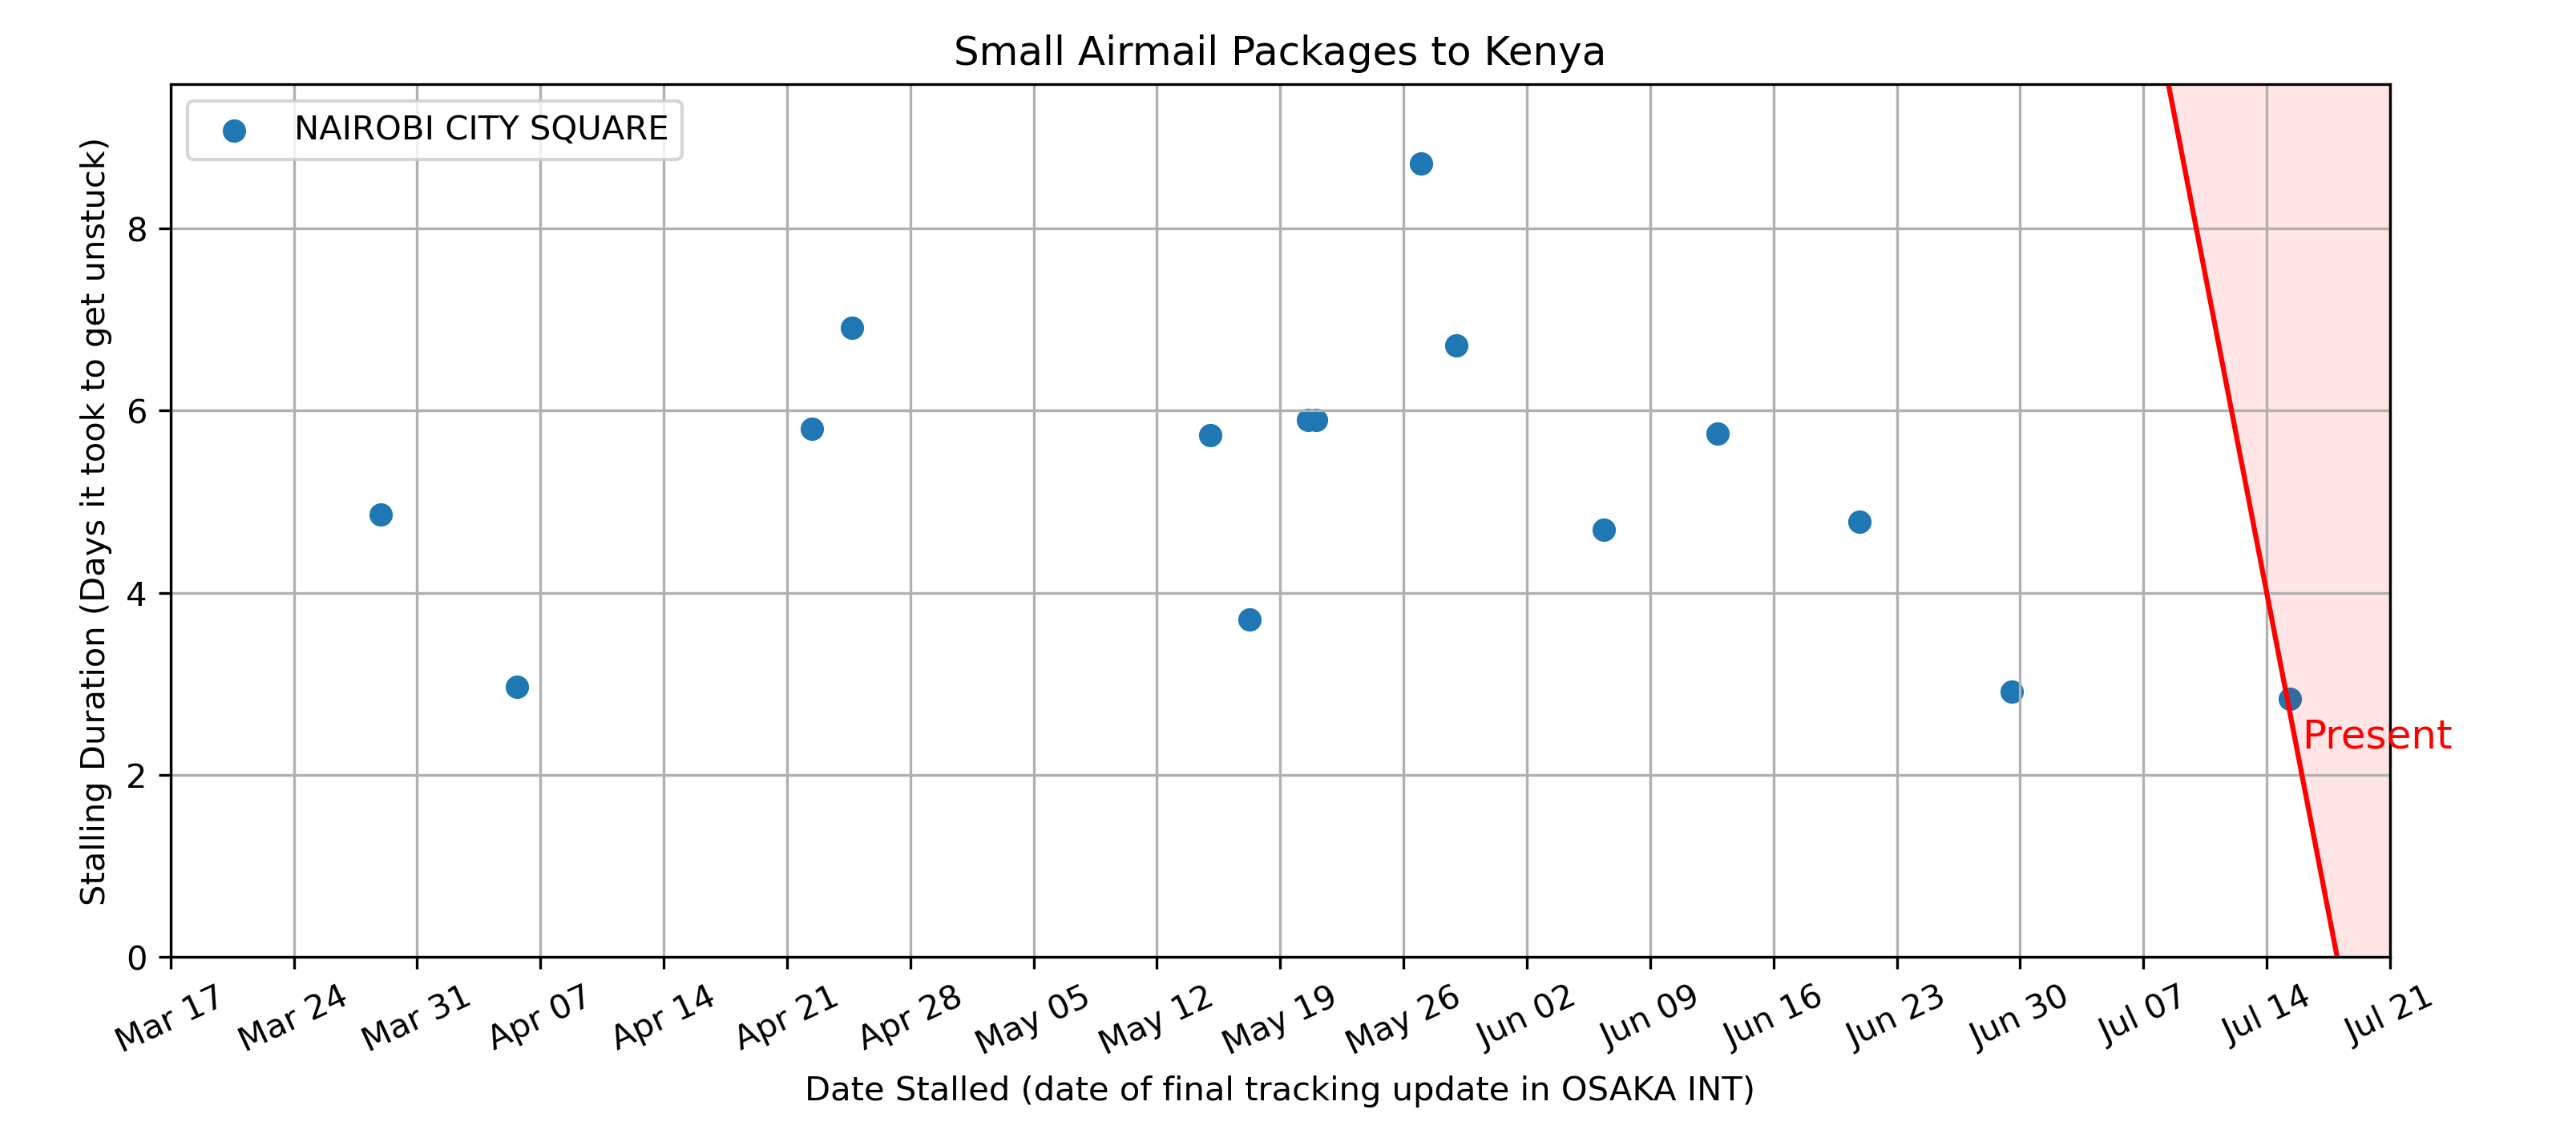 Small Airmail Packages to Kenya
NAIROBI CITY SQUARE
Stalling Duration (Days it took to get unstuck)
8
6
4
2
0
Present
Mar 17
Mar 24
Mar 31
Apr 07
Apr 14
Apr 21
Apr 28
May 05
May 12
May 19
May 26
Jun 02
Jun 09
Jun 16
Jun 23
Jun 30
Jul 07
Jul 14
Jul 21
Date Stalled (date of final tracking update in OSAKA INT)